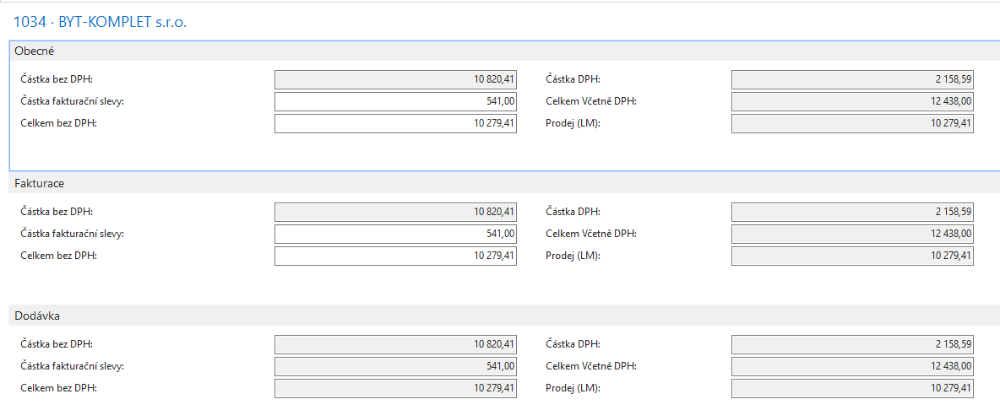 1034 · BYT-KOMPLET s.r.o.
Obecné
Částka bez DPH: 10 820,41 Částka DPH: 2 158,59
Částka fakturační slevy: 541,00 Celkem Včetně DPH: 12 438,00
Celkem bez DPH: 10 279,41 Prodej (LM): 10 279,41
Fakturace
Částka bez DPH: 10 820,41 Částka DPH: 2 158,59
Částka fakturační slevy: 541,00 Celkem Včetně DPH: 12 438,00
Celkem bez DPH: 10 279,41 Prodej (LM): 10 279,41
Dodávka
Částka bez DPH: 10 820,41 Částka DPH: 2 158,59
Částka fakturační slevy: 541,00 Celkem Včetně DPH: 12 438,00
Celkem bez DPH: 10 279,41 Prodej (LM): 10 279,41